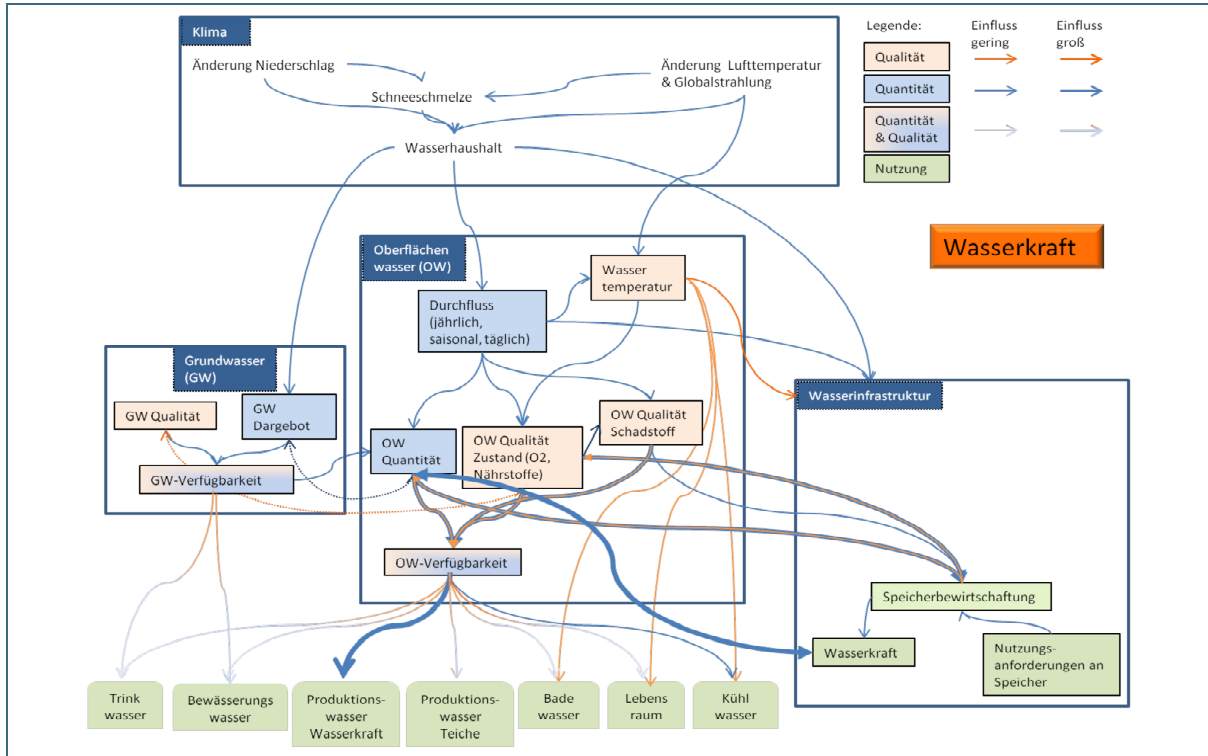 Klima
Änderung Niederschlag
Änderung Lufttemperatur
& Globalstrahlung
Schneeschmelze
Wasserhaushalt
Legende:
Einfluss
gering
Einfluss
groß
Qualität
Quantität
Quantität
& Qualität
Nutzung
Wasserkraft
Oberflächen
wasser (OW)
Wasser
temperatur
Durchfluss
(jährlich,
saisonal, täglich)
Grundwasser
(GW)
GW Qualität
GW
Dargebot
GW-Verfügbarkeit
OW
Quantität
OW Qualität
Zustand (O2,
Nährstoffe)
OW Qualität
Schadstoff
OW-Verfügbarkeit
Wasserinfrastruktur
Speicherbewirtschaftung
Wasserkraft
Nutzungs-
anforderungen an
Speicher
Trink
wasser
Bewässerungs
wasser
Produktions-
wasser
Wasserkraft
Produktions-
wasser
Teiche
Bade
wasser
Lebens
raum
Kühl
wasser